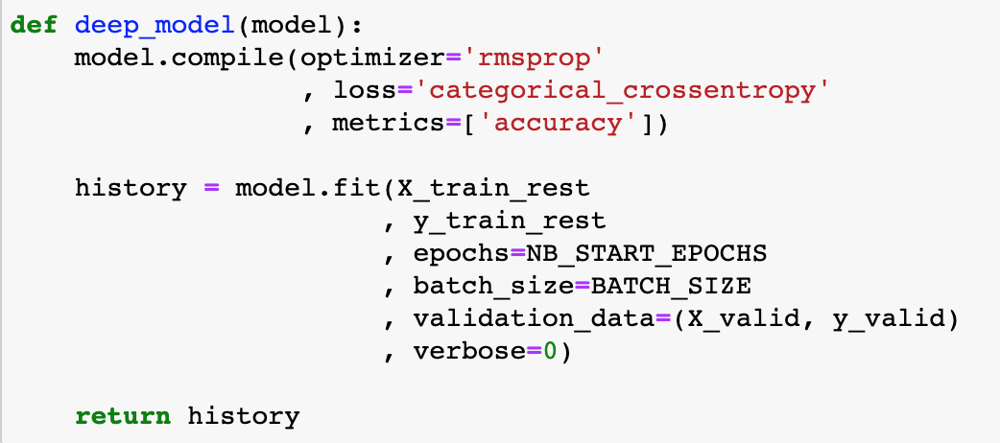 def deep_model(model):
    model.compile(optimizer='rmsprop'
                  , loss='categorical_crossentropy'
                  , metrics=['accuracy'])
    history = model.fit(X_train_rest
                       , y_train_rest
                       , epochs=NB_START_EPOCHS
                       , batch_size=BATCH_SIZE
                       , validation_data=(X_valid, y_valid)
                       , verbose=0)
    return history